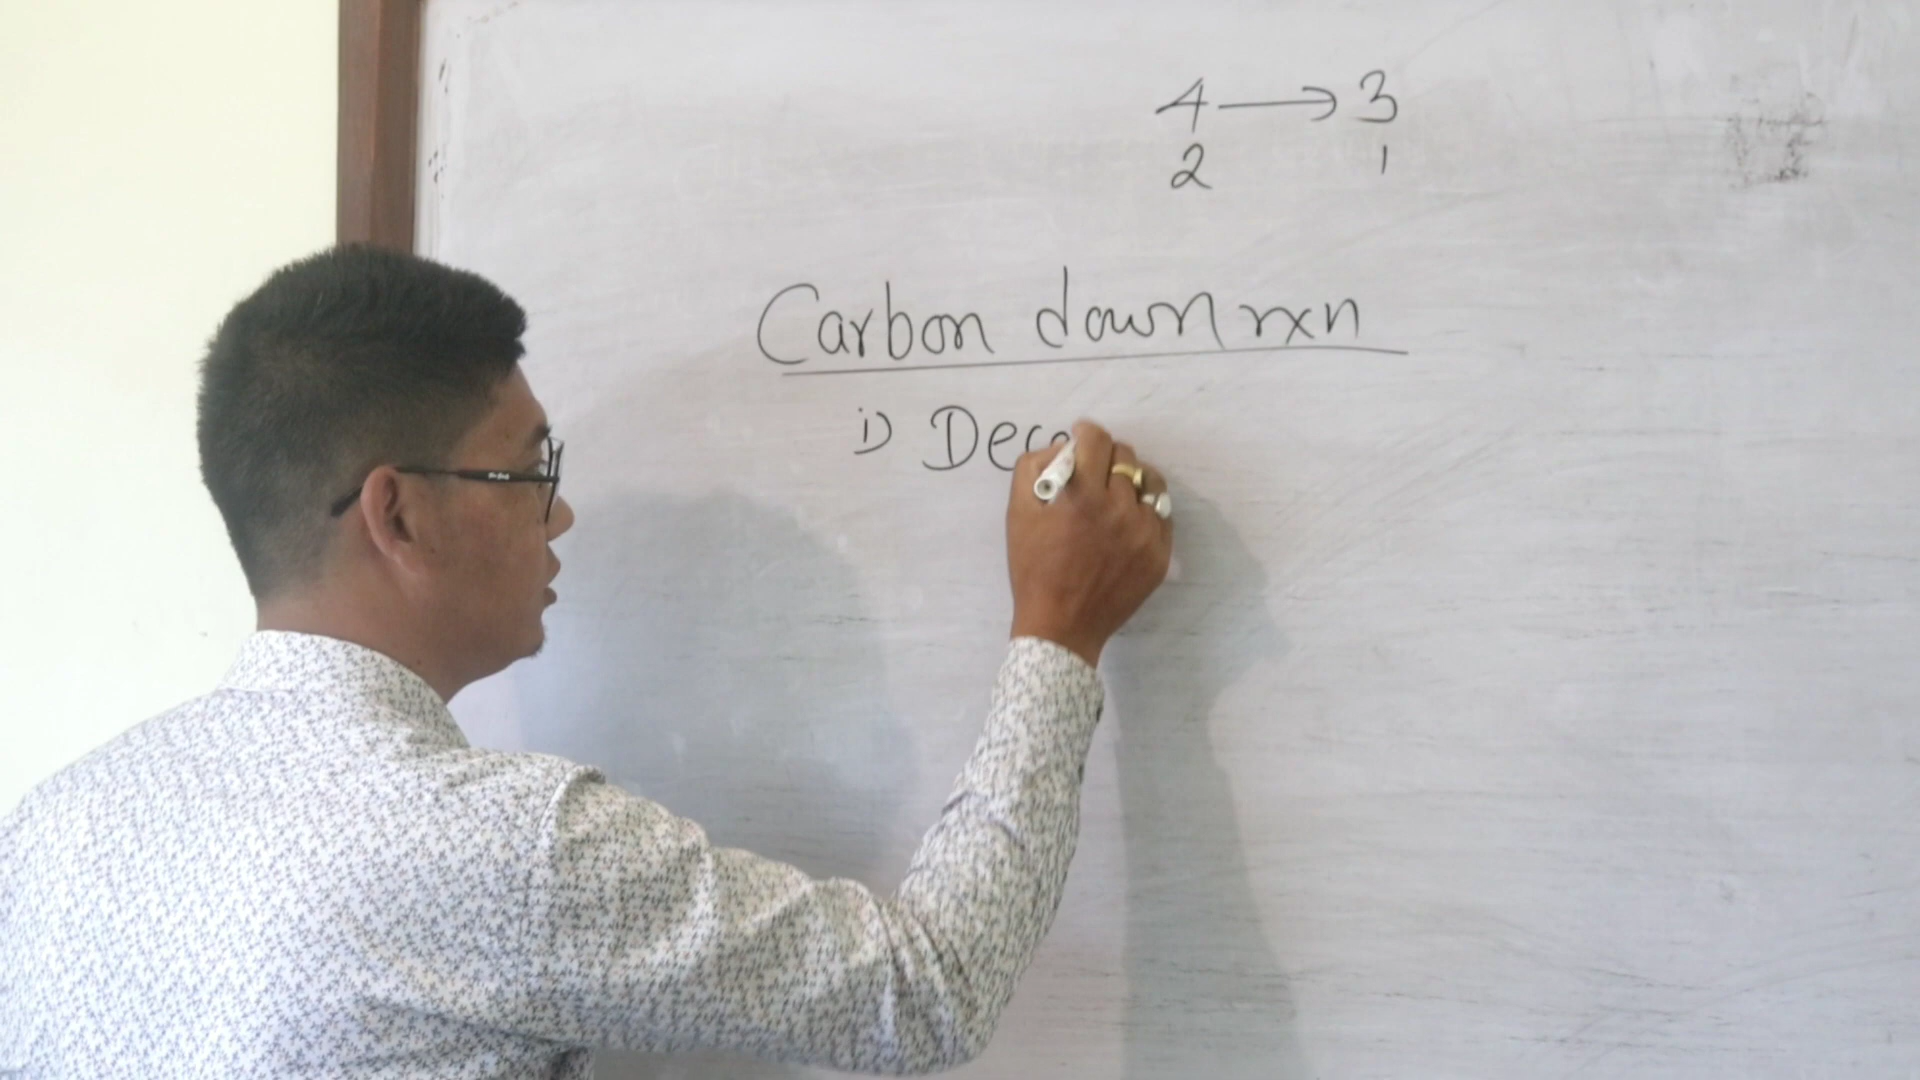 4 → 3
2 1
Carbon down rxn
i) Dec